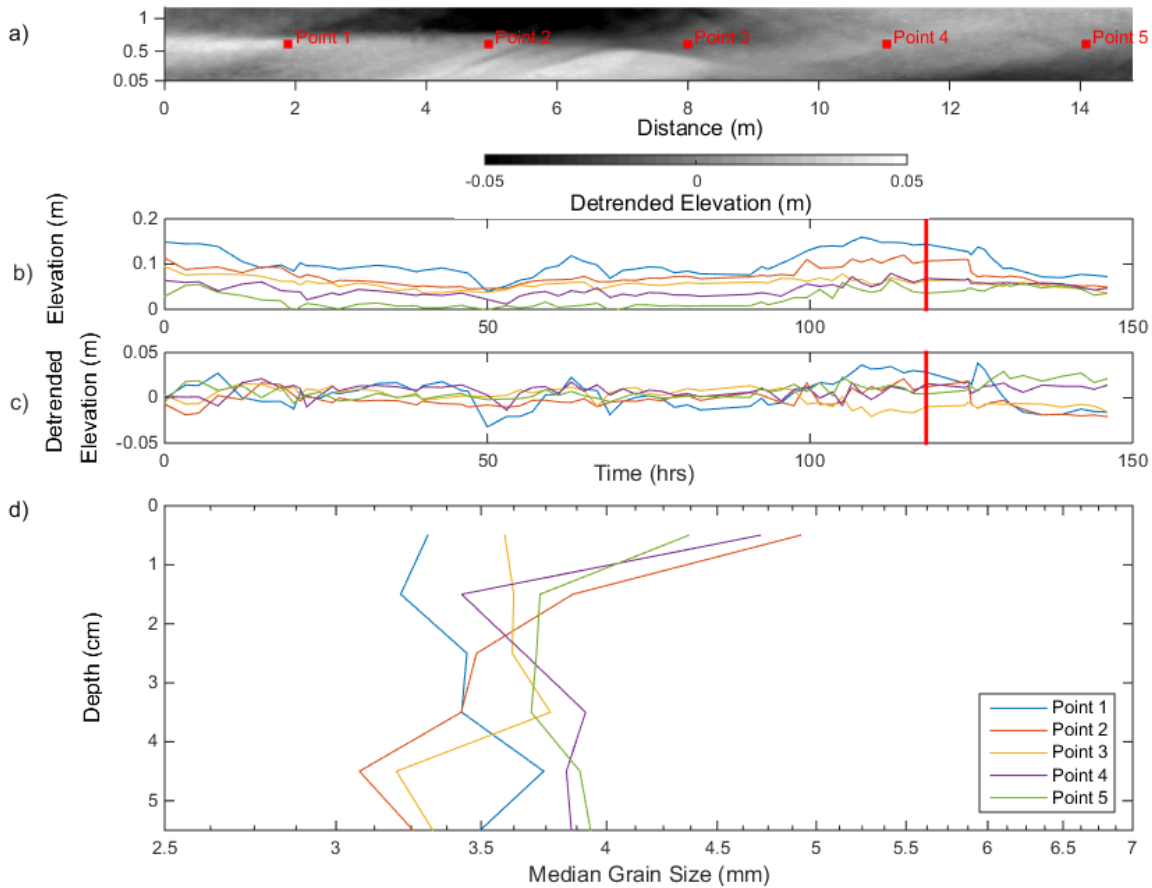 a)
1
0.5
0.05
Point 1
Point 2
Point 3
Point 4
Point 5
0 2 4 6 8 10 12 14
Distance (m)
-0.05 0 0.05
Detrended Elevation (m)
b)
Elevation (m)
0.2
0.1
0
0 50 100 150
c)
Detrended
Elevation (m)
0.05
0
-0.05
0 50 100 150
Time (hrs)
d)
Depth (cm)
0
1
2
3
4
5
Point 1
Point 2
Point 3
Point 4
Point 5
2.5 3 3.5 4 4.5 5 5.5 6 6.5 7
Median Grain Size (mm)